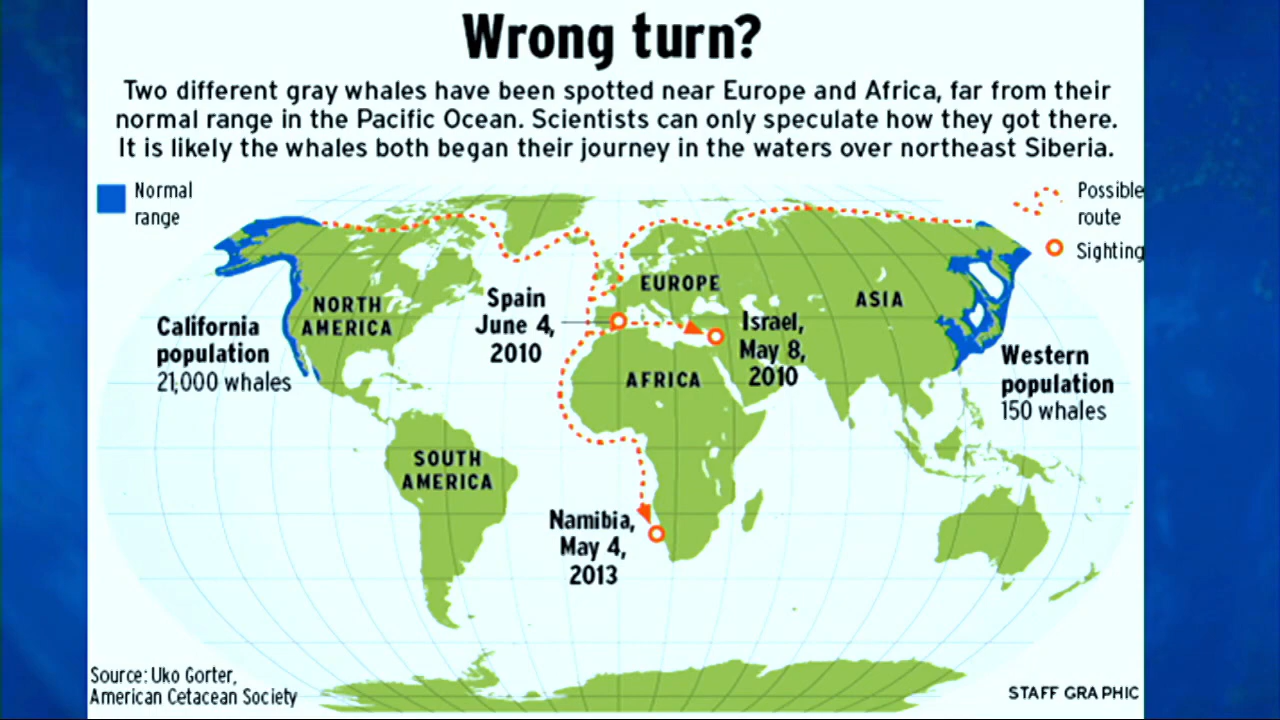 Wrong turn?
Two different gray whales have been spotted near Europe and Africa, far from their
normal range in the Pacific Ocean. Scientists can only speculate how they got there.
It is likely the whales both began their journey in the waters over northeast Siberia.
Normal
range
Possible
route
Sighting
NORTH
AMERICA
EUROPE
ASIA
California
population
21,000 whales
Spain
June 4,
2010
Israel,
May 8,
2010
Western
population
150 whales
AFRICA
SOUTH
AMERICA
Namibia,
May 4,
2013
Source: Uko Gorter,
American Cetacean Society
STAFF GRAPHIC